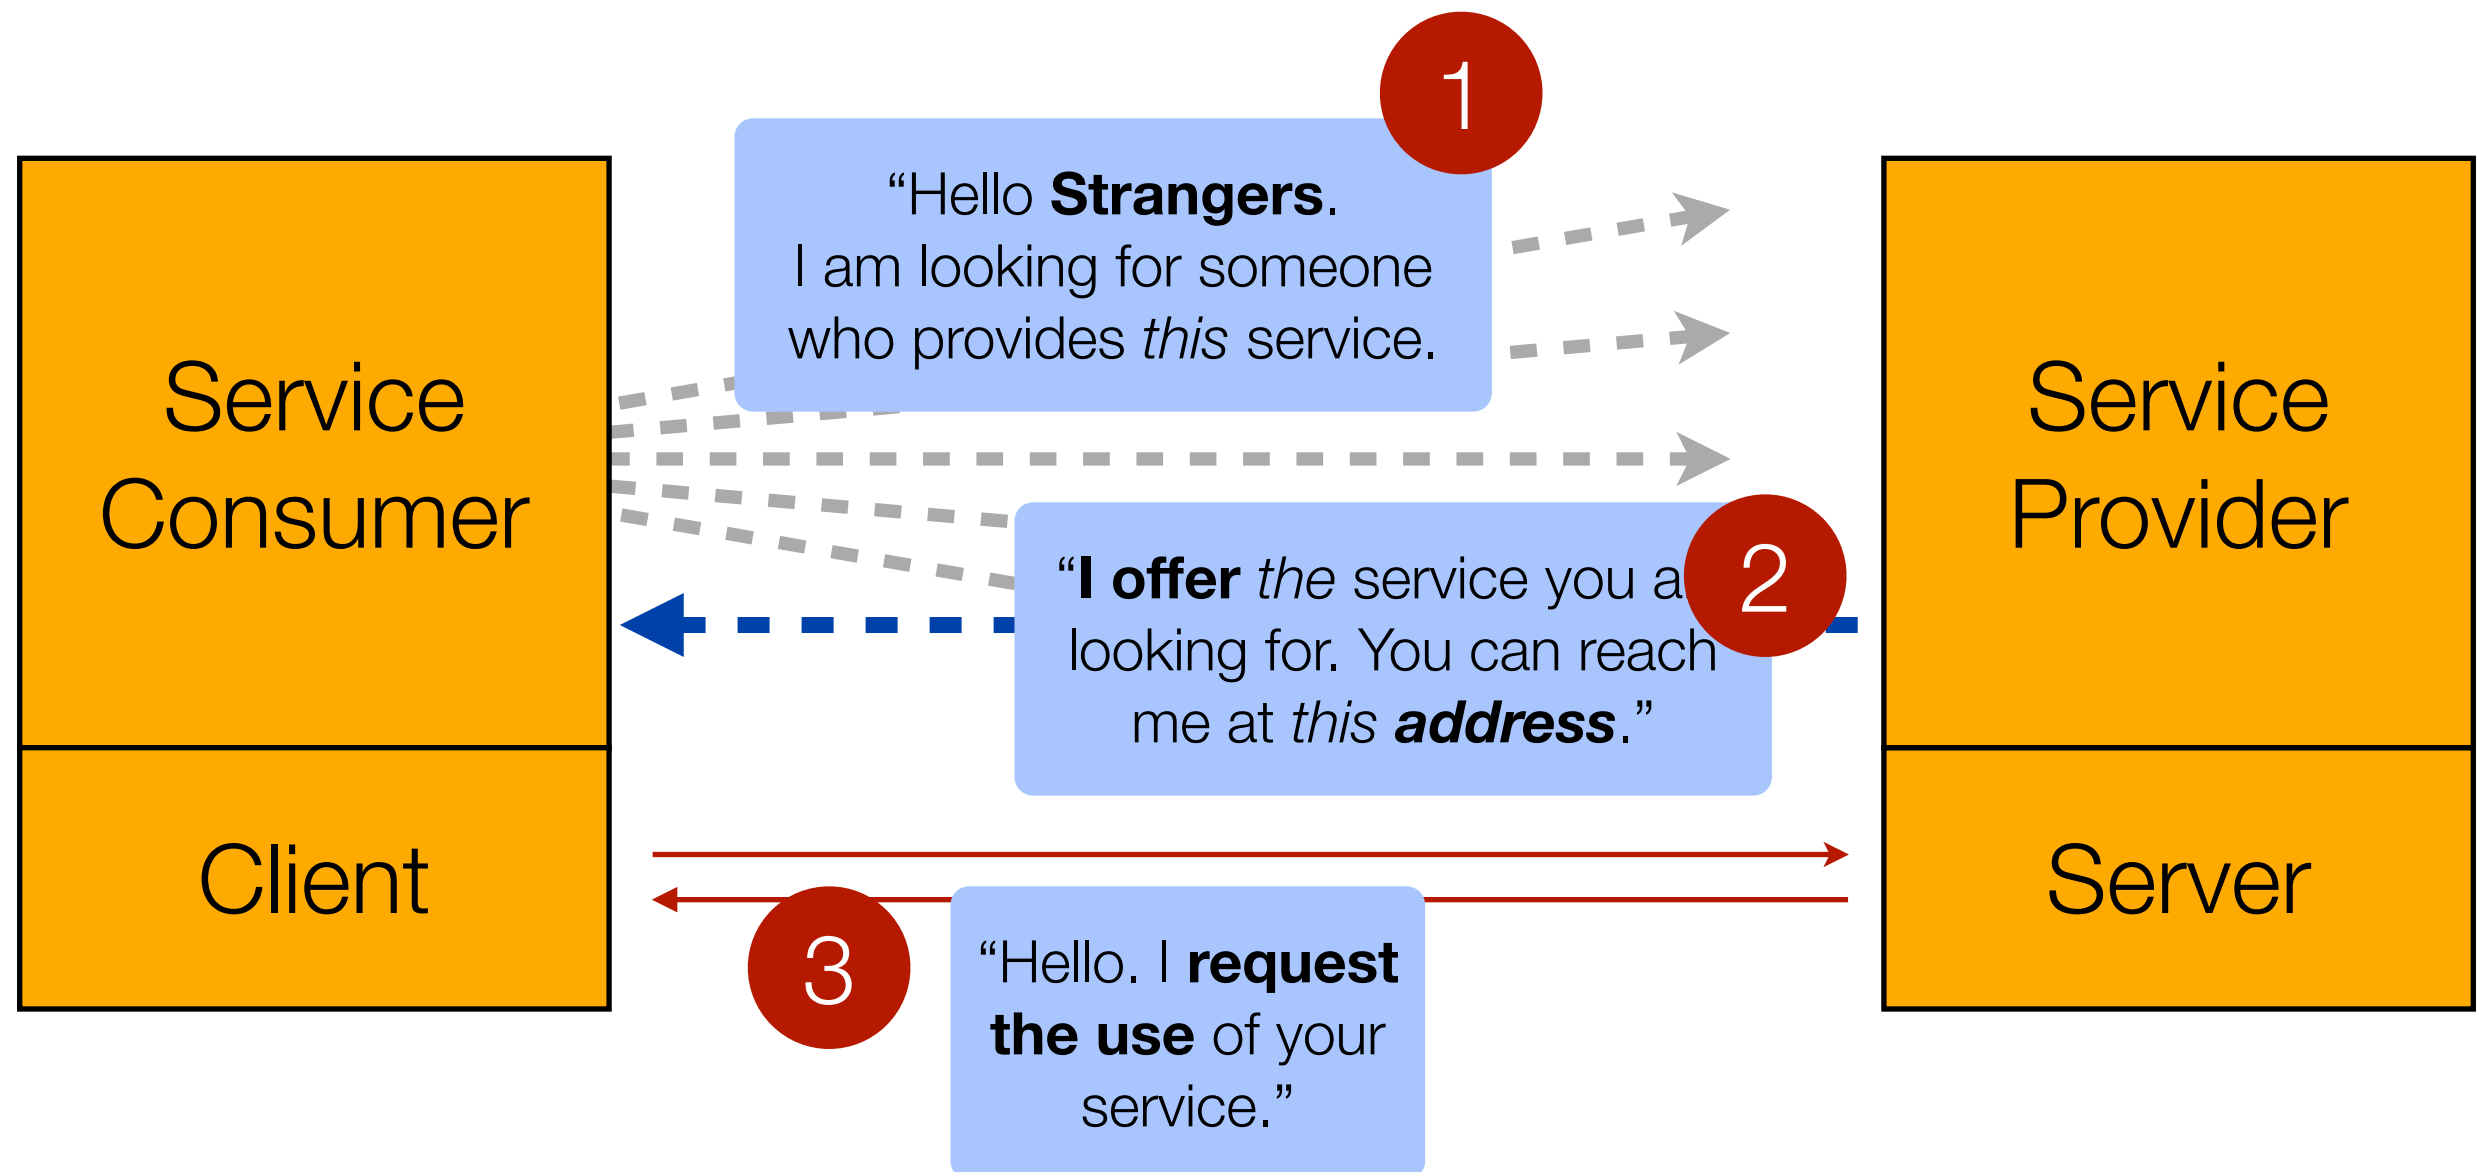 1
“Hello Strangers.
I am looking for someone
who provides this service.
Service
Consumer
Service
Provider
2
“I offer the service you
looking for. You can reach
me at this address.”
Client
Server
3
“Hello. I request
the use of your
service.”